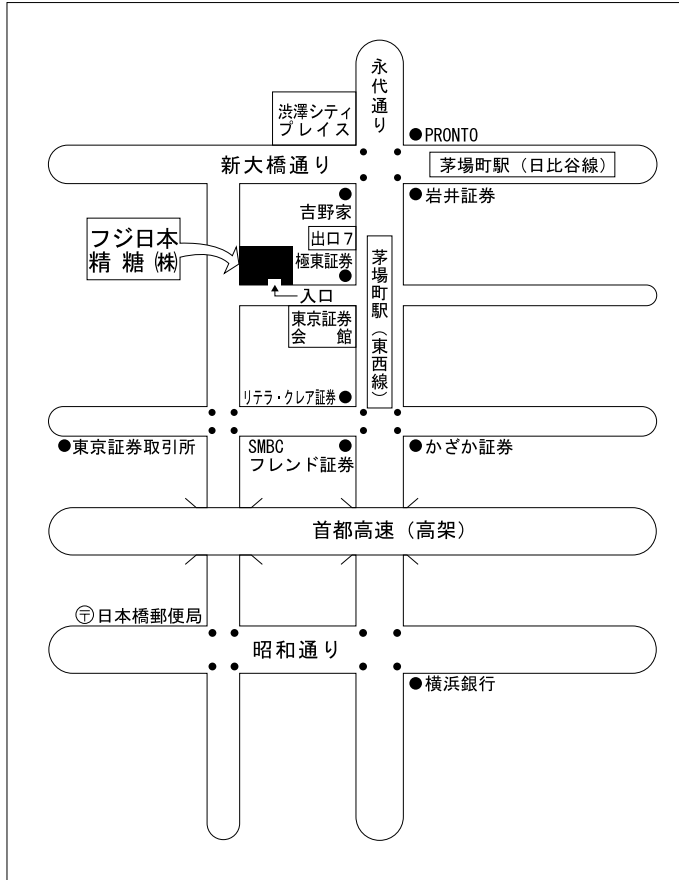 永代通り
渋澤シティ
プレイス
●PRONTO
新大橋通り
茅場町駅（日比谷線）
吉野家
●岩井証券
出口７
フジ日本
精糖㈱
極東証券
茅場町駅（東西線）
入口
東京証券
会館
リテラ・クレア証券●
●東京証券取引所
SMBC
フレンド証券
●かざか証券
首都高速（高架）
〒日本橋郵便局
昭和通り
●横浜銀行